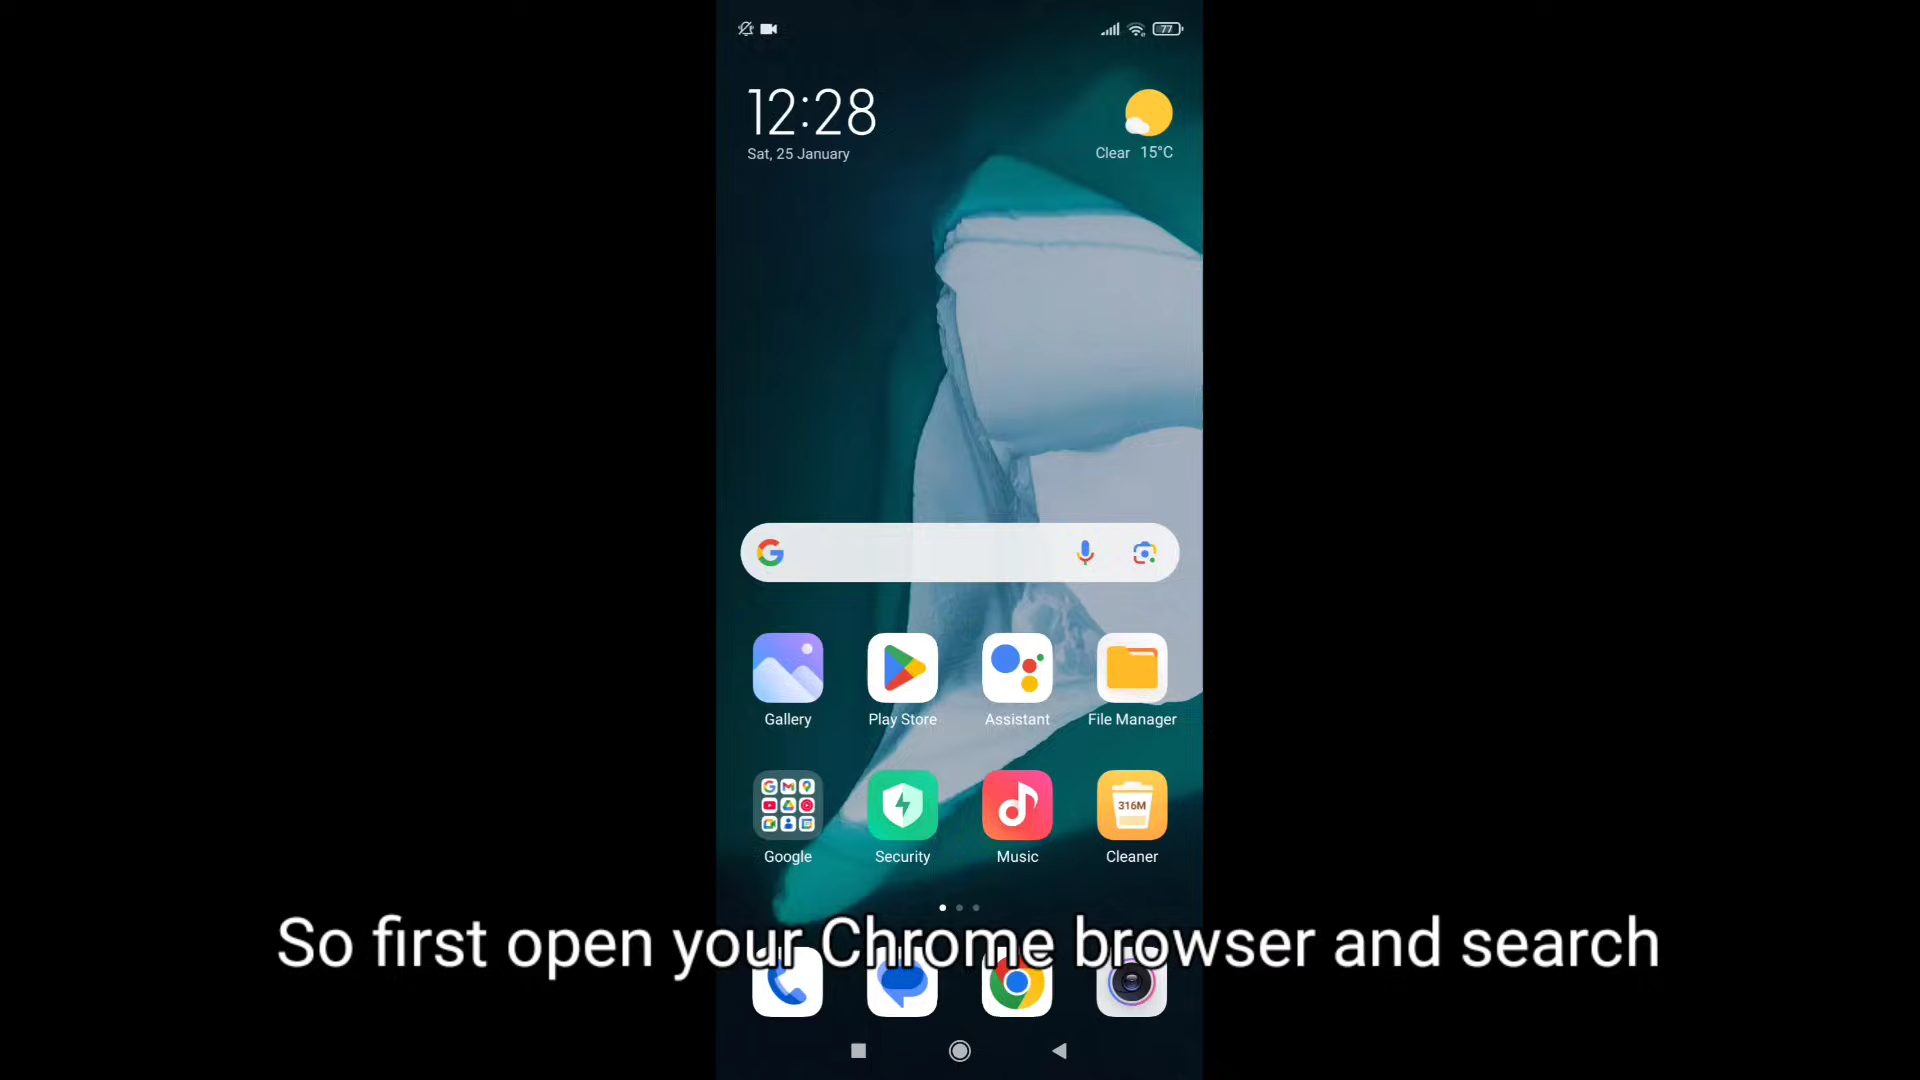 77
12:28
Sat, 25 January
Clear 15°C
Gallery
Play Store
Assistant
File Manager
316M
Google
Security
Music
Cleaner
So first open your Chrome browser and search